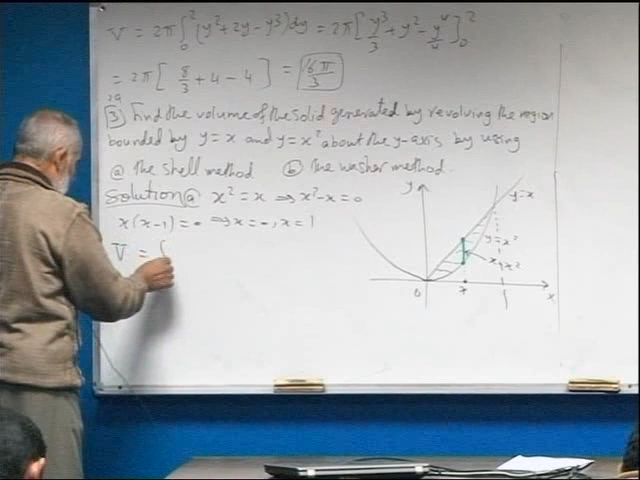 V = 2π ∫₀² (y²+2y-y³)dy = 2π [y³/3 + y² - y⁴/4]₀²
= 2π [8/3 + 4 - 4] = 16π/3
3 Find the volume of the solid generated by revolving the region
bounded by y=x and y=x² about the y-axis by using
ⓐ the shell method ⓑ the washer method.
Solution ⓐ x²=x ⇒ x²-x=0
x(x-1)=0 ⇒ x=0, x=1
V = ∫
y
y=x
y=x²
x-x²
0 x 1 x